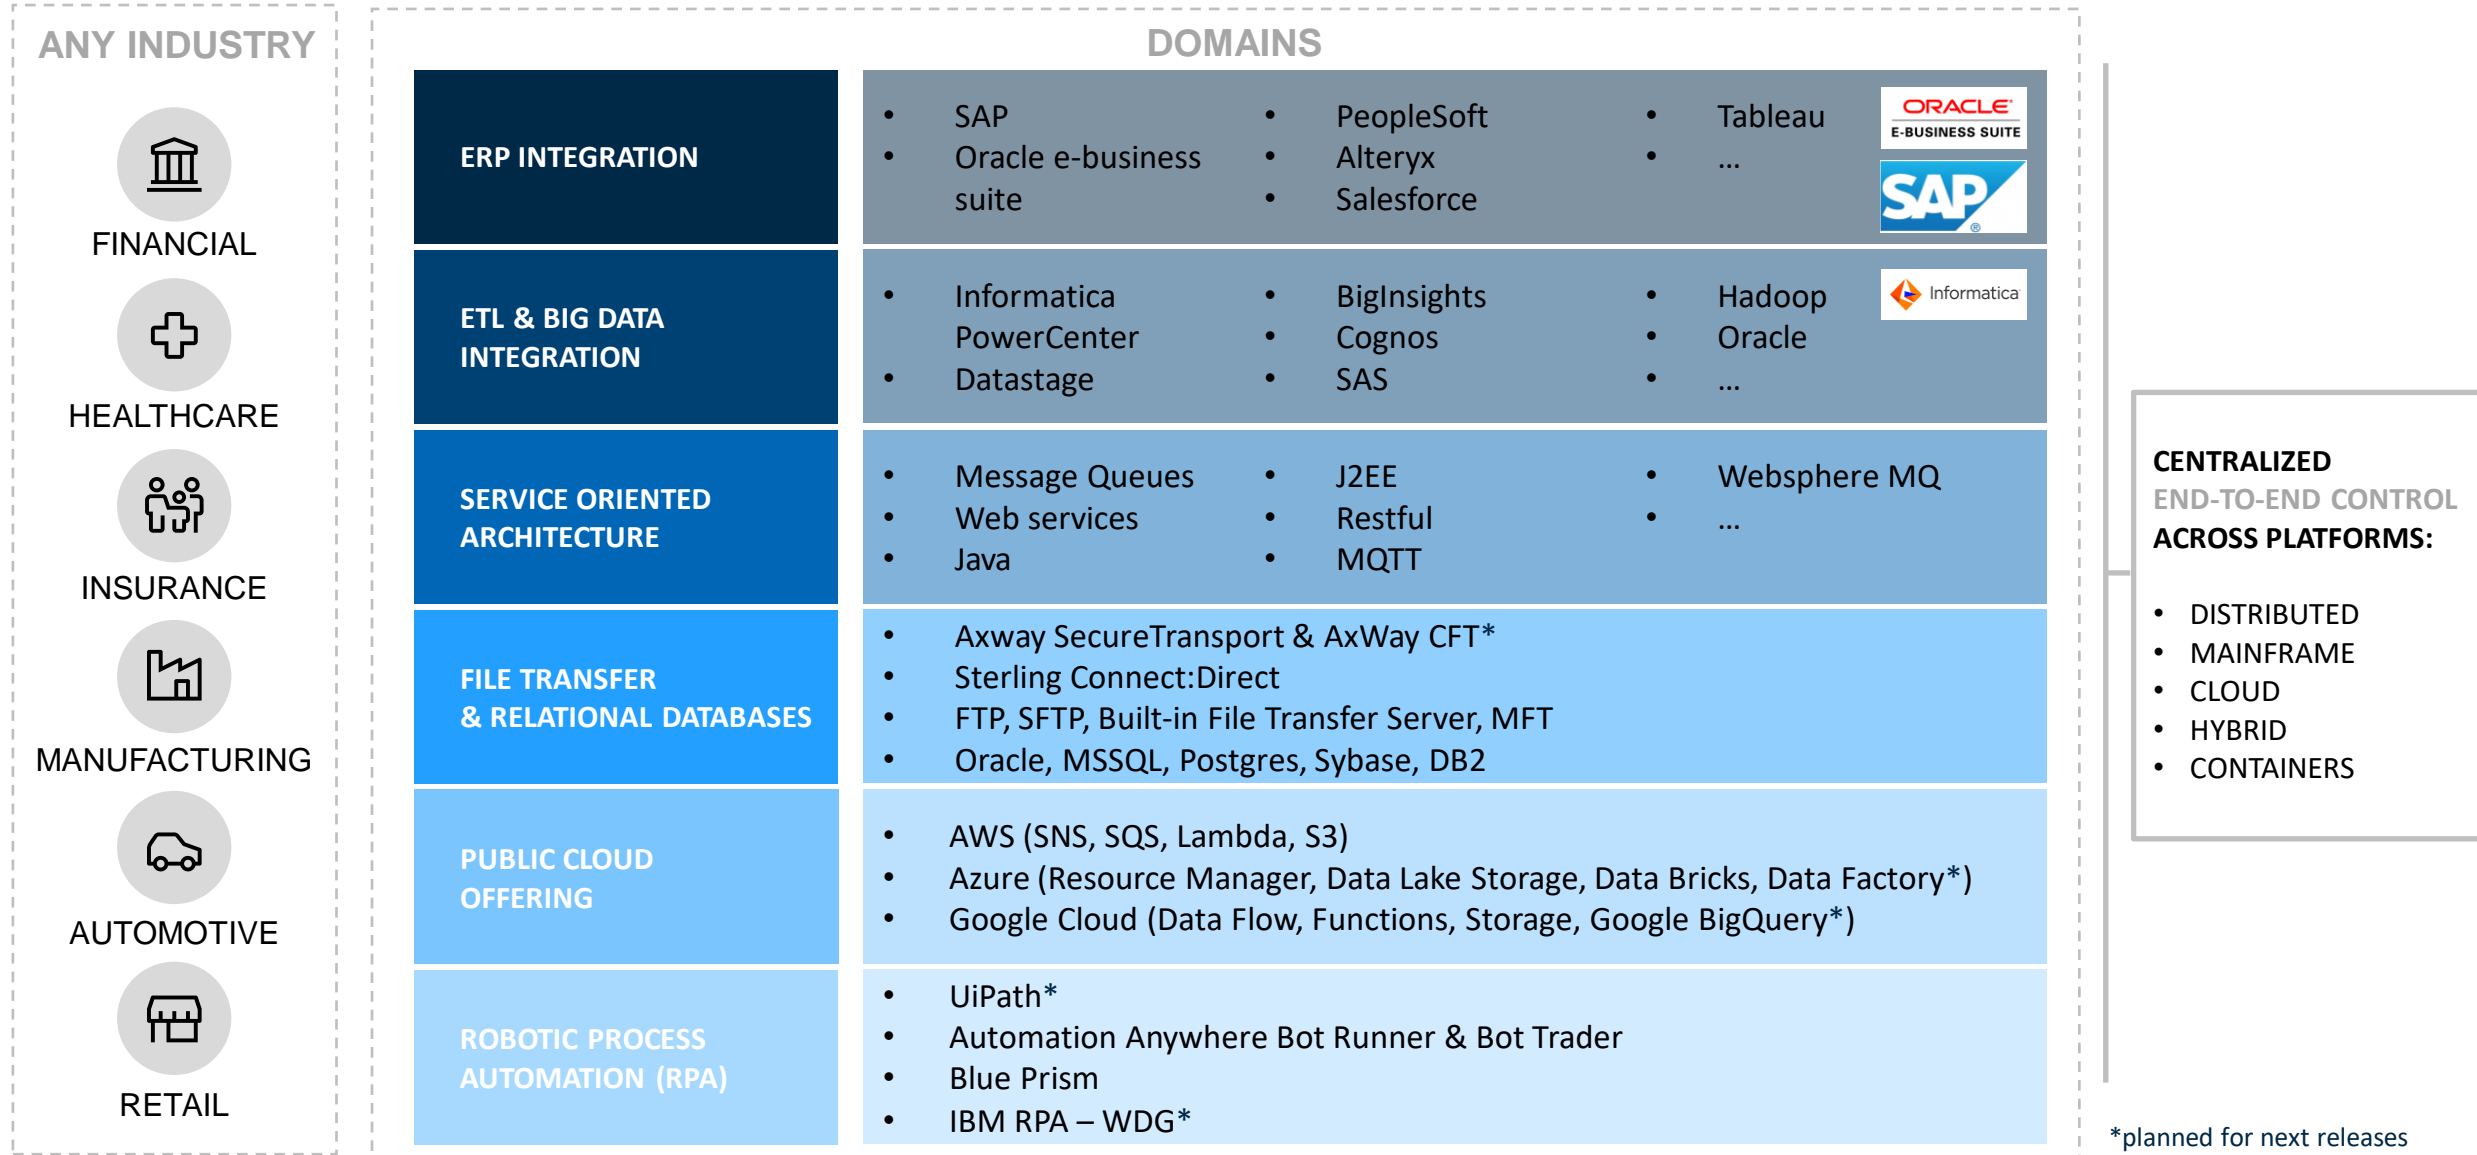 ANY INDUSTRY
FINANCIAL
HEALTHCARE
INSURANCE
MANUFACTURING
AUTOMOTIVE
RETAIL
DOMAINS
ERP INTEGRATION
• SAP
• Oracle e-business
suite
• PeopleSoft
• Alteryx
• Salesforce
• Tableau
• ...
ORACLE®
E-BUSINESS SUITE
SAP®
ETL & BIG DATA
INTEGRATION
• Informatica
PowerCenter
• Datastage
• BigInsights
• Cognos
• SAS
• Hadoop
• Oracle
• ...
Informatica
SERVICE ORIENTED
ARCHITECTURE
• Message Queues
• Web services
• Java
• J2EE
• Restful
• MQTT
• Websphere MQ
• ...
FILE TRANSFER
& RELATIONAL DATABASES
• Axway SecureTransport & AxWay CFT*
• Sterling Connect:Direct
• FTP, SFTP, Built-in File Transfer Server, MFT
• Oracle, MSSQL, Postgres, Sybase, DB2
PUBLIC CLOUD
OFFERING
• AWS (SNS, SQS, Lambda, S3)
• Azure (Resource Manager, Data Lake Storage, Data Bricks, Data Factory*)
• Google Cloud (Data Flow, Functions, Storage, Google BigQuery*)
ROBOTIC PROCESS
AUTOMATION (RPA)
• UiPath*
• Automation Anywhere Bot Runner & Bot Trader
• Blue Prism
• IBM RPA – WDG*
CENTRALIZED
END-TO-END CONTROL
ACROSS PLATFORMS:
• DISTRIBUTED
• MAINFRAME
• CLOUD
• HYBRID
• CONTAINERS
*planned for next releases